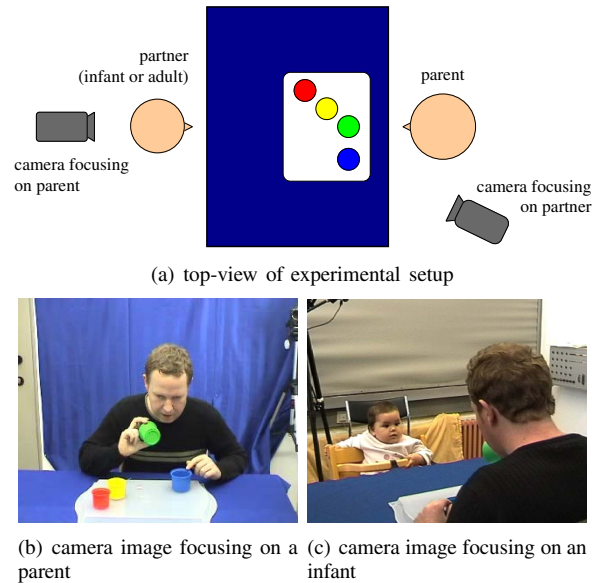 partner
(infant or adult)
parent
camera focusing
on parent
camera focusing
on partner
(a) top-view of experimental setup
(b) camera image focusing on a
parent
(c) camera image focusing on an
infant